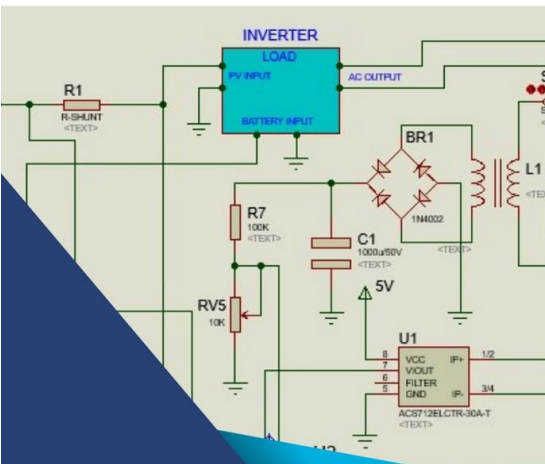 INVERTER
LOAD
PV INPUT
AC OUTPUT
BATTERY INPUT
R1
R-SHUNT
<TEXT>
BR1
1N4002
L1
<TEXT>
R7
100K
<TEXT>
C1
1000u/50V
<TEXT>
RV5
10K
5V
U1
8 VCC IP+ 1/2
7 VIOUT
6 FILTER
5 GND IP- 3/4
ACS712ELCTR-30A-T
<TEXT>